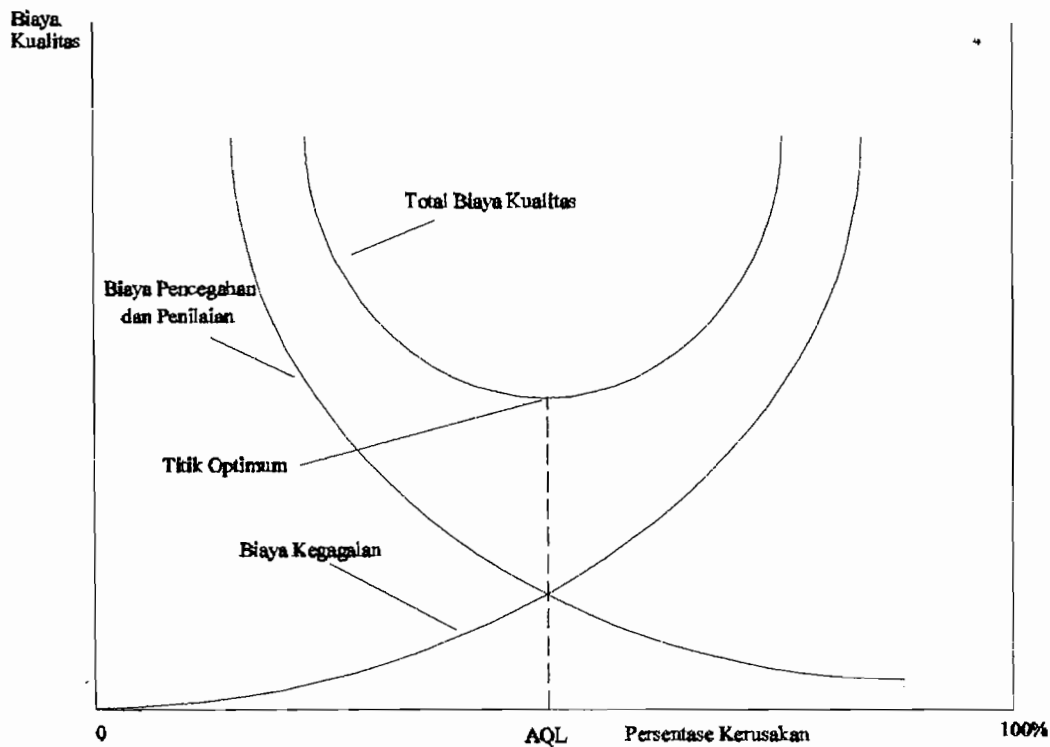 Biaya
Kualitas
Total Biaya Kualitas
Biaya Pencegahan
dan Penilaian
Titik Optimum
Biaya Kegagalan
0
AQL
Persentase Kerusakan
100%